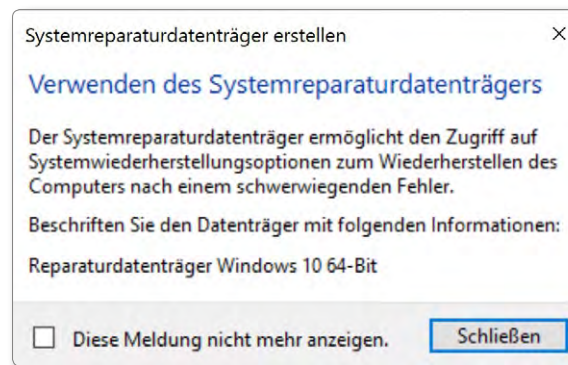 Systemreparaturdatenträger erstellen
Verwenden des Systemreparaturdatenträgers
Der Systemreparaturdatenträger ermöglicht den Zugriff auf
Systemwiederherstellungsoptionen zum Wiederherstellen des
Computers nach einem schwerwiegenden Fehler.
Beschriften Sie den Datenträger mit folgenden Informationen:
Reparaturdatenträger Windows 10 64-Bit
Diese Meldung nicht mehr anzeigen.
Schließen